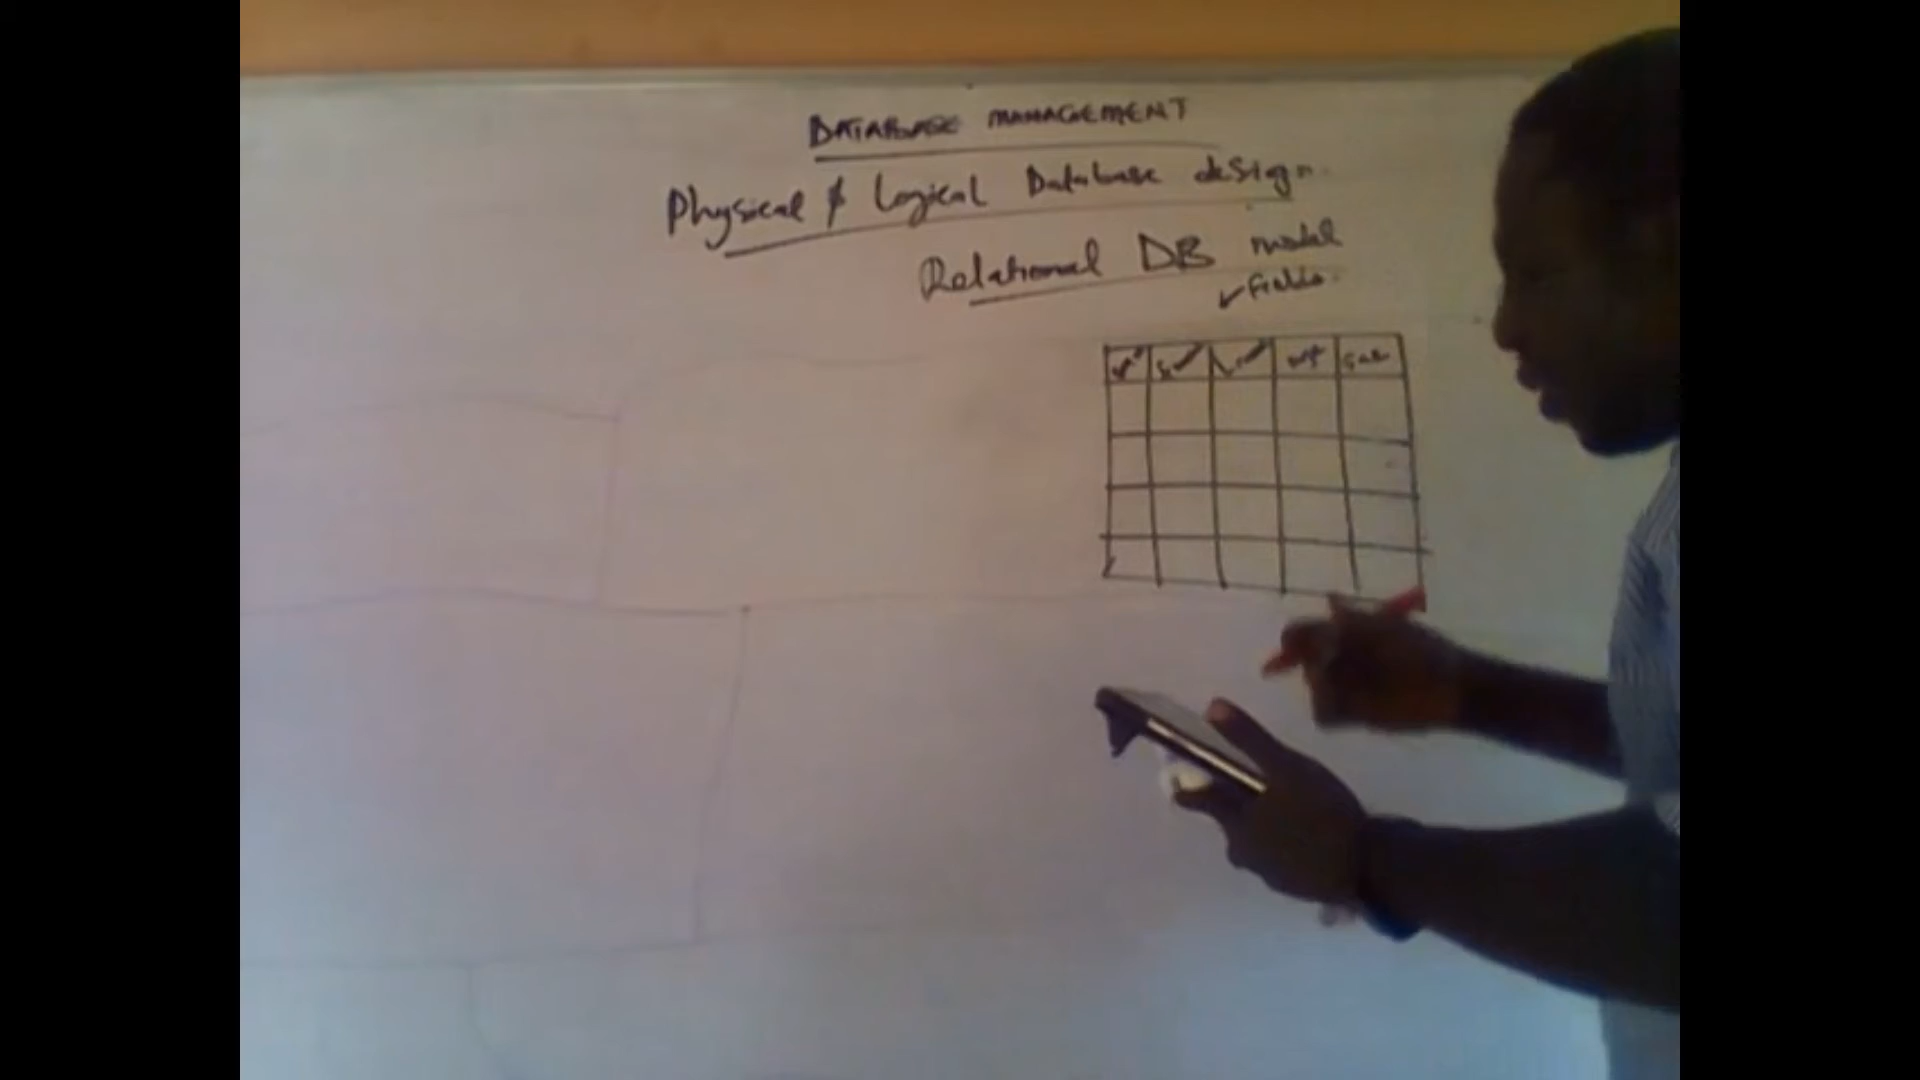 DATABASE MANAGEMENT
Physical & Logical Database design.
Relational DB model
✓ fields.